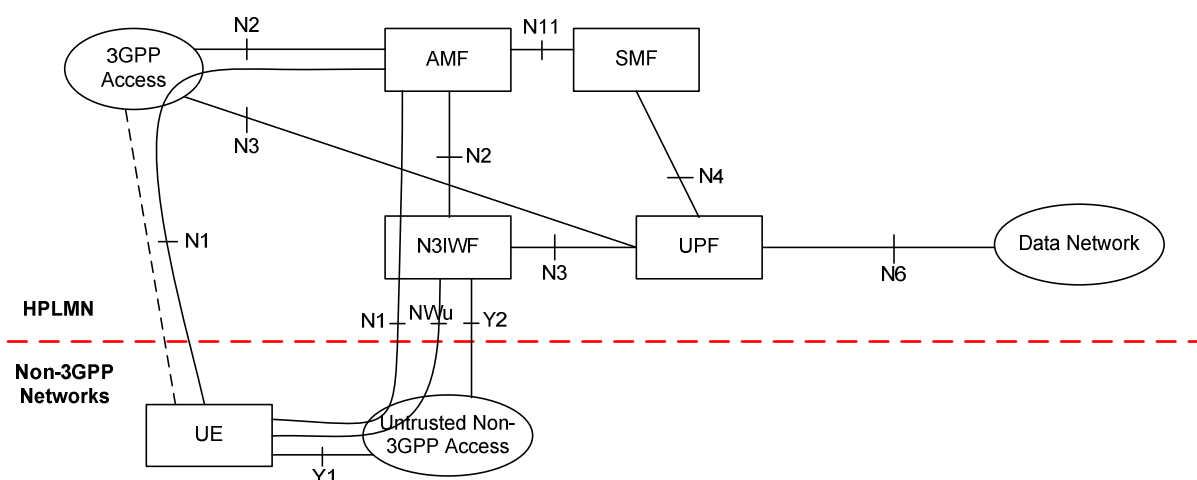 N2
3GPP
Access
AMF
N11
SMF
N3
N2
N4
N1
N3IWF
N3
UPF
N6
Data Network
HPLMN
N1
NWu
Y2
Non-3GPP
Networks
UE
Untrusted Non-
3GPP Access
Y1